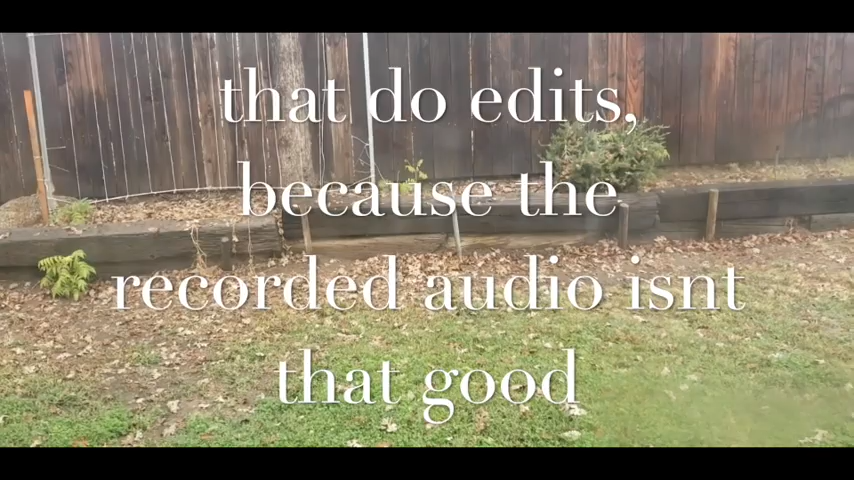 that do edits,
because the
recorded audio isnt
that good